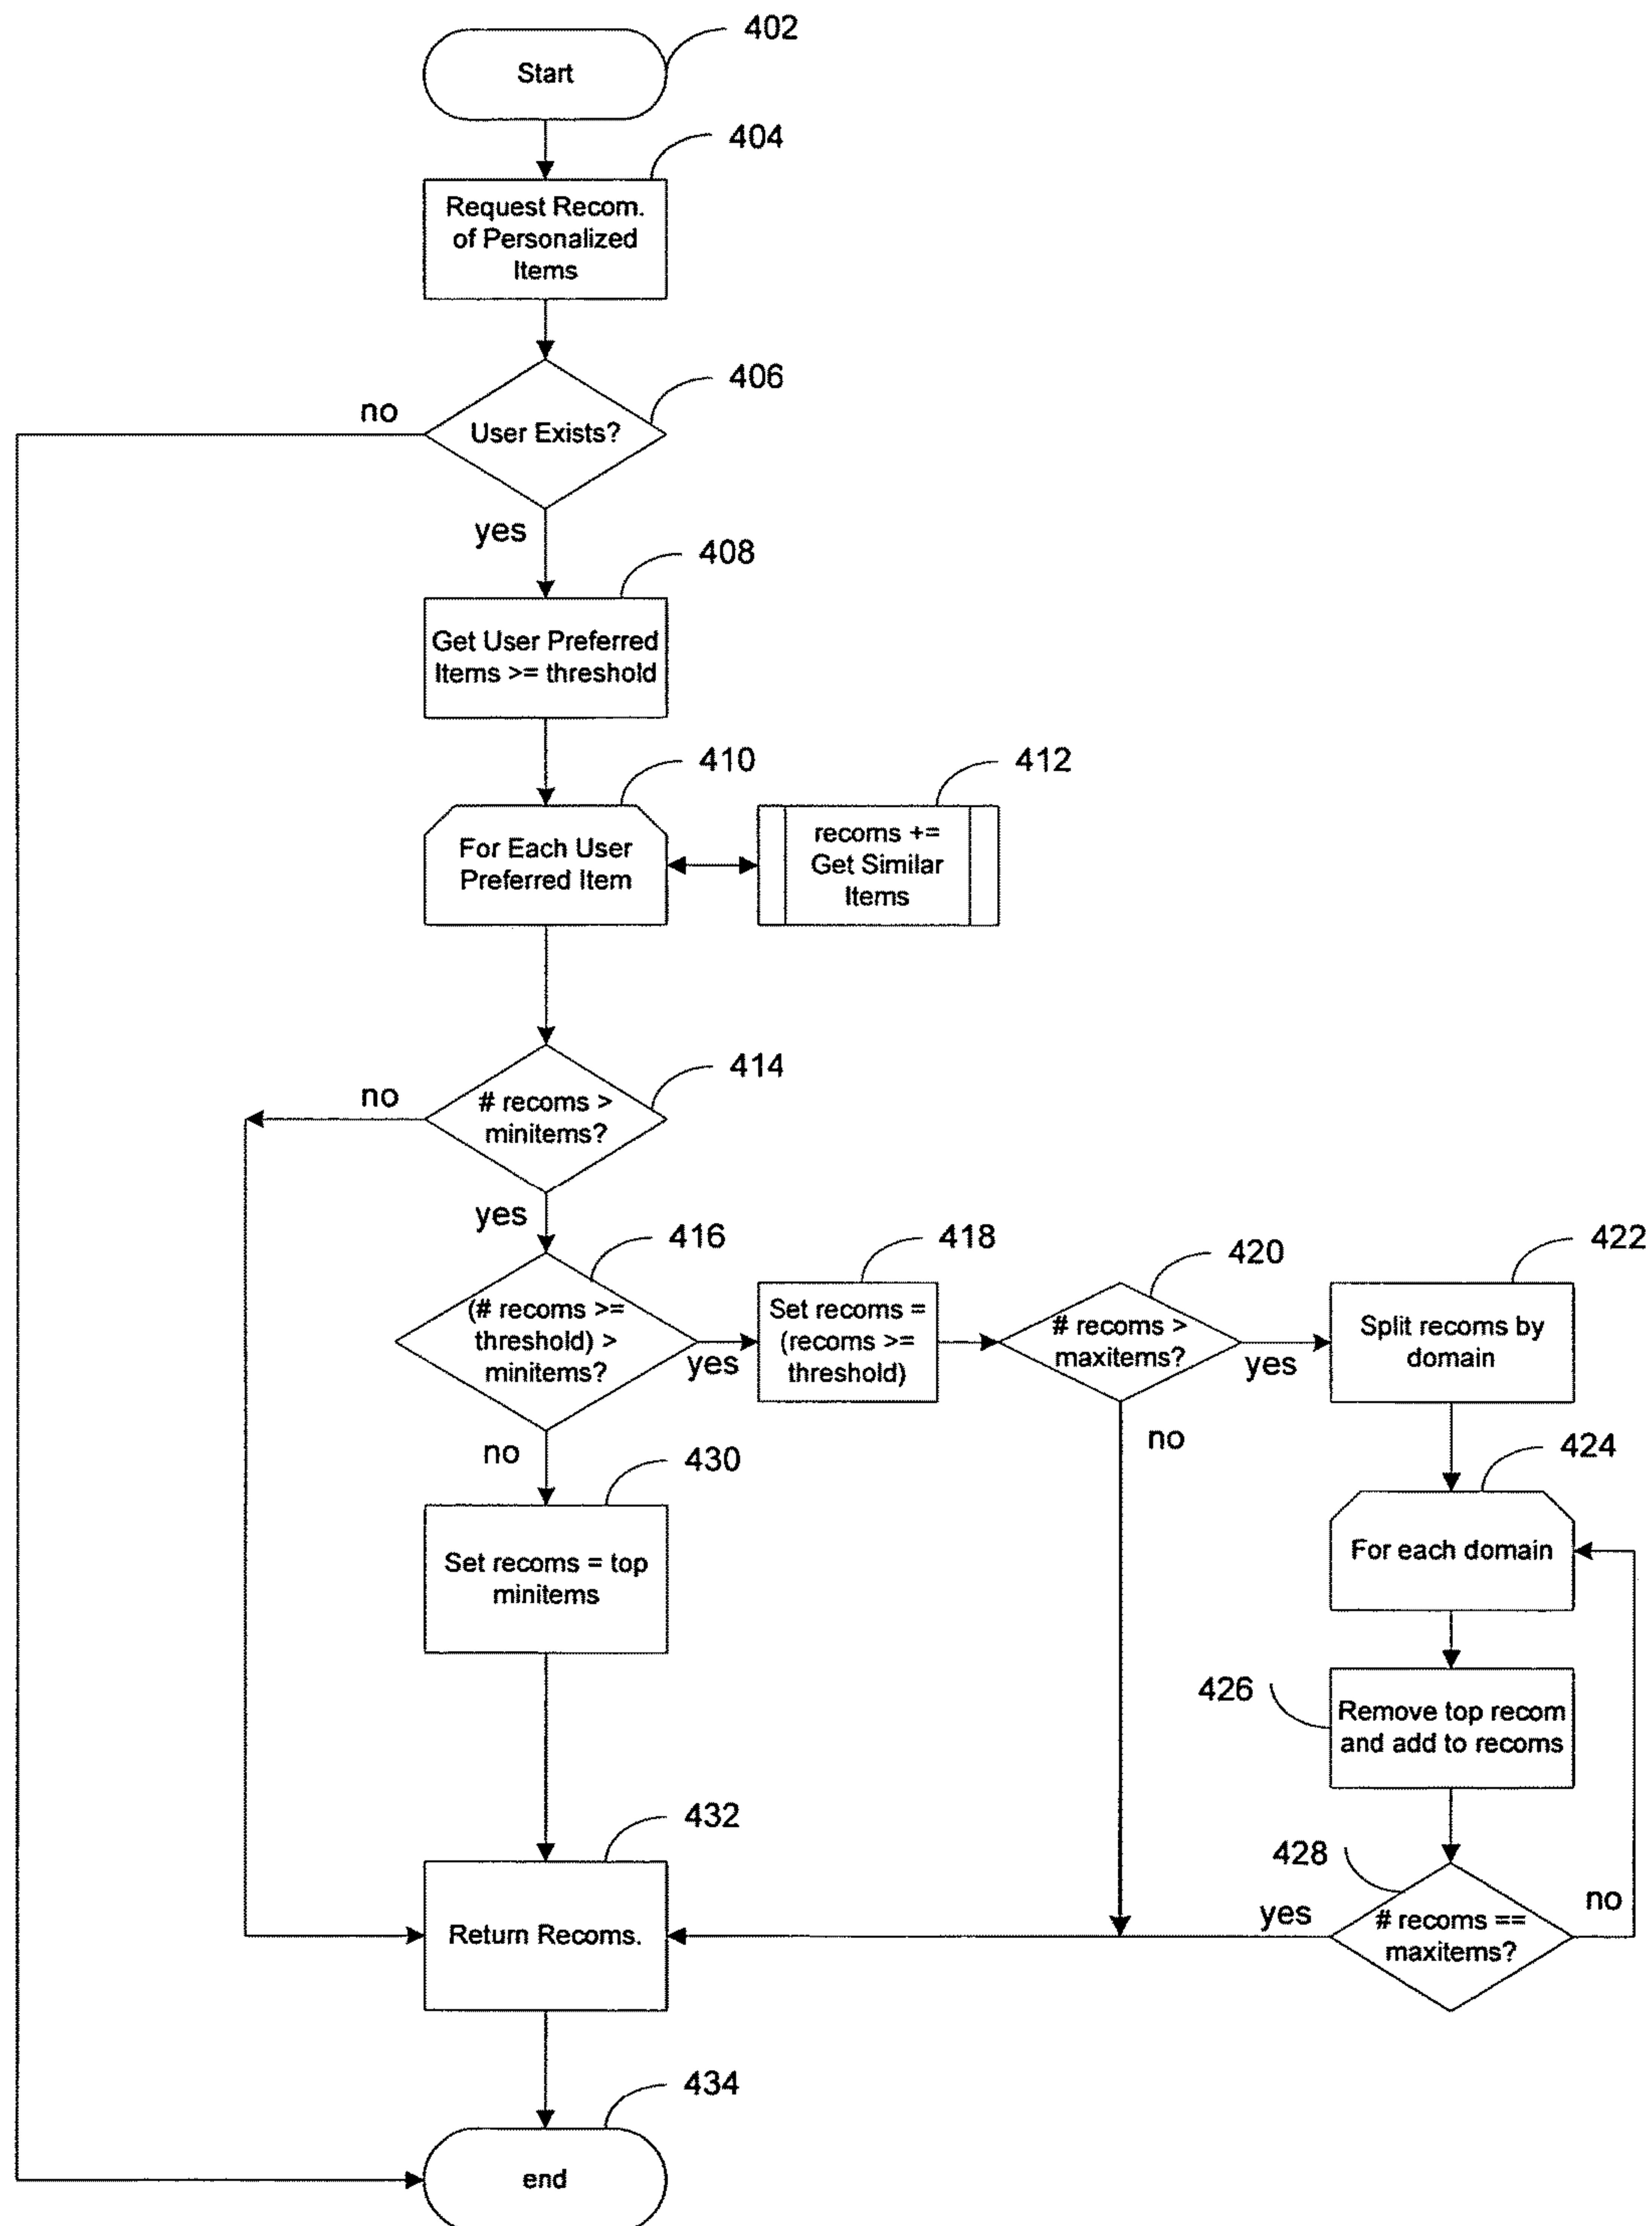 402
Start
404
Request Recom.
of Personalized
Items
406
no
User Exists?
yes
408
Get User Preferred
Items >= threshold
410
412
For Each User
Preferred Item
recoms +=
Get Similar
Items
414
no
# recoms >
minitems?
yes
416
418
420
422
(# recoms >=
threshold) >
minitems?
yes
Set recoms =
(recoms >=
threshold)
# recoms >
maxitems?
yes
Split recoms by
domain
no
no
430
424
Set recoms = top
minitems
For each domain
426
Remove top recom
and add to recoms
432
428
Return Recoms.
yes
# recoms ==
maxitems?
no
434
end